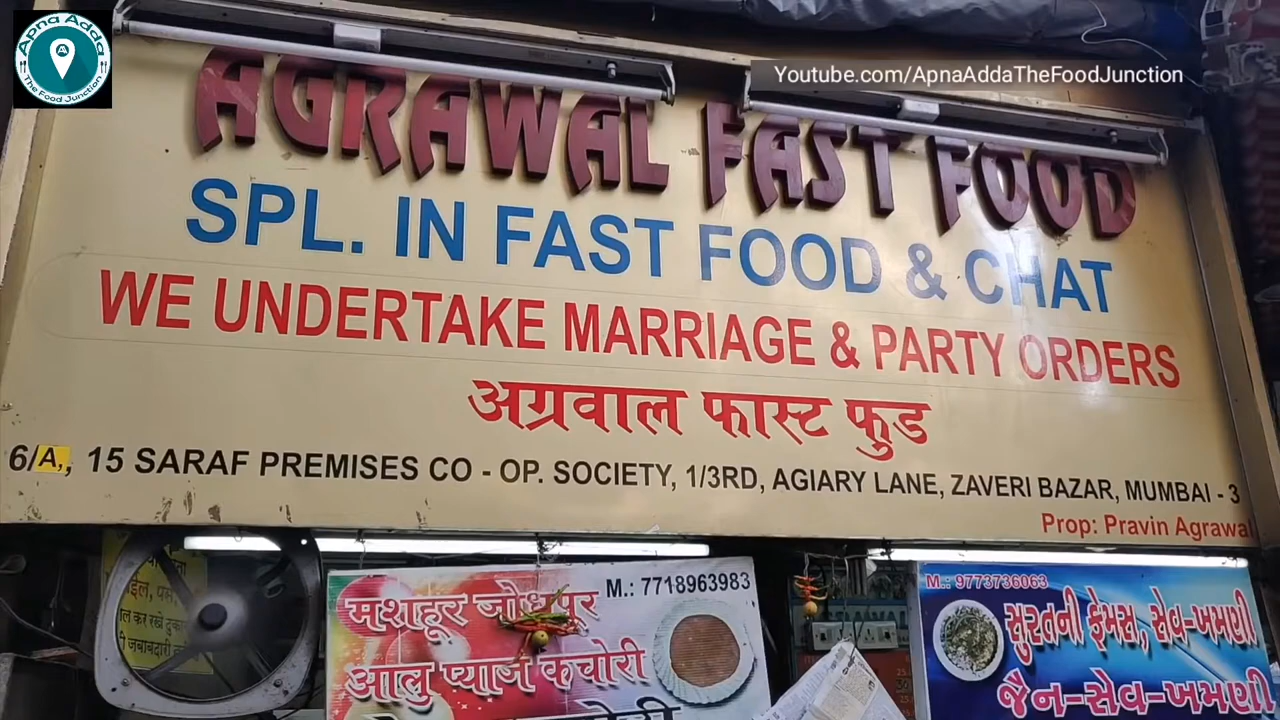 Apna Adda
The Food Junction
Youtube.com/ApnaAddaTheFoodJunction
AGRAWAL FAST FOOD
SPL. IN FAST FOOD & CHAT
WE UNDERTAKE MARRIAGE & PARTY ORDERS
अग्रवाल फास्ट फुड
6/A,, 15 SARAF PREMISES CO - OP. SOCIETY, 1/3RD, AGIARY LANE, ZAVERI BAZAR, MUMBAI - 3
Prop: Pravin Agrawal
M.: 7718963983
मशहूर जोधपूर
आलु प्याज कचोरी
M.: 9773736063
સુરતની ફેમસ, સેવ-ખમણી
જૈન-સેવ-ખમણી